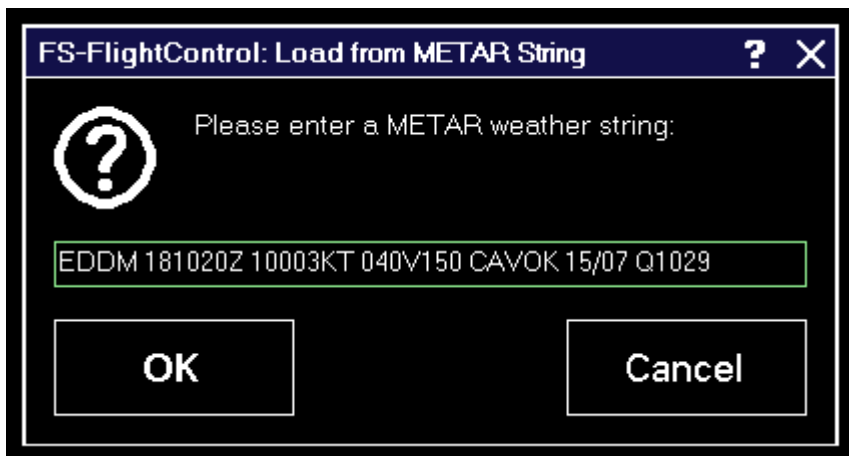 FS-FlightControl: Load from METAR String ? X
Please enter a METAR weather string:
?
EDDM 181020Z 10003KT 040V150 CAVOK 15/07 Q1029
OK Cancel